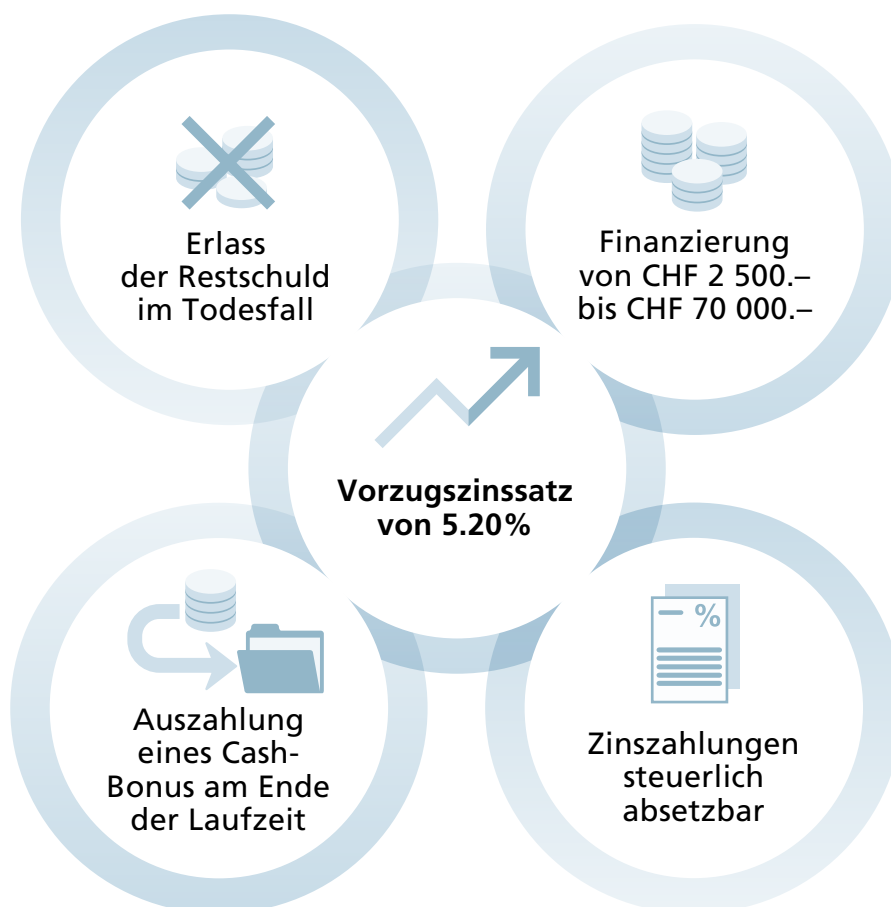 Erlass
der Restschuld
im Todesfall
Finanzierung
von CHF 2 500.–
bis CHF 70 000.–
Vorzugszinssatz
von 5.20%
Auszahlung
eines Cash-
Bonus am Ende
der Laufzeit
– %
Zinszahlungen
steuerlich
absetzbar